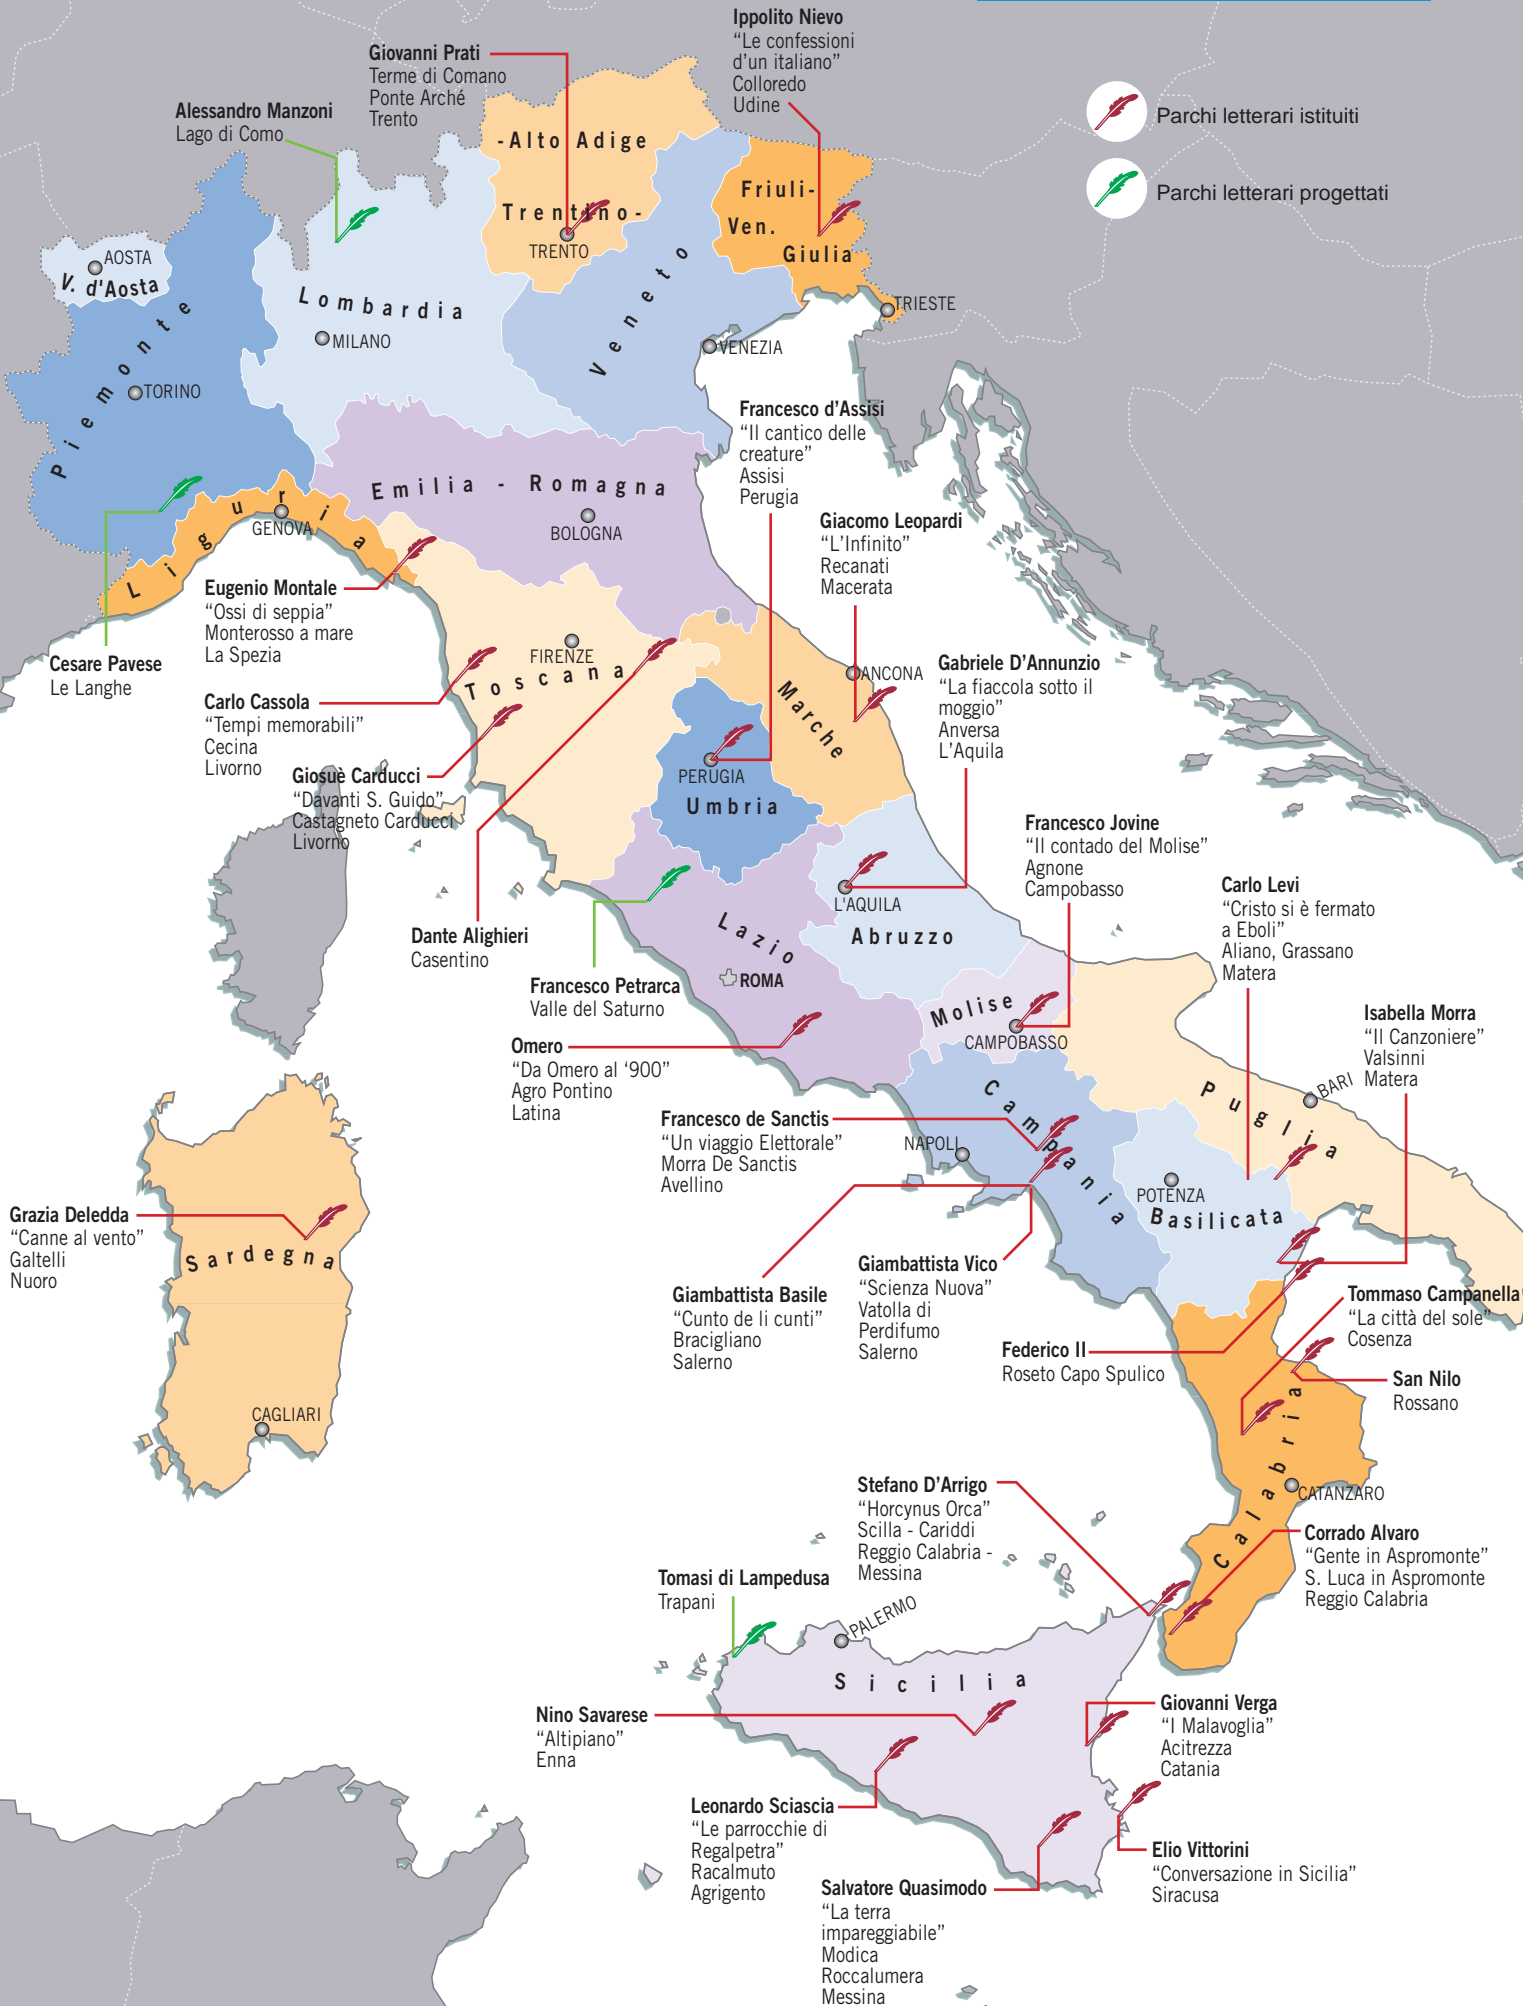 Ippolito Nievo
“Le confessioni
d’un italiano”
Colloredo
Udine
Giovanni Prati
Terme di Comano
Ponte Arché
Trento
Alessandro Manzoni
Lago di Como
Parchi letterari istituiti
Parchi letterari progettati
-Alto Adige
Trentino-
TRENTO
Friuli-
Ven.
Giulia
TRIESTE
AOSTA
V. d'Aosta
Piemonte
TORINO
Lombardia
MILANO
Veneto
VENEZIA
Francesco d’Assisi
“Il cantico delle
creature”
Assisi
Perugia
Emilia - Romagna
BOLOGNA
Liguria
GENOVA
Giacomo Leopardi
“L’Infinito”
Recanati
Macerata
Eugenio Montale
“Ossi di seppia”
Monterosso a mare
La Spezia
Cesare Pavese
Le Langhe
FIRENZE
Toscana
ANCONA
Marche
Gabriele D’Annunzio
“La fiaccola sotto il
moggio”
Anversa
L’Aquila
Carlo Cassola
“Tempi memorabili”
Cecina
Livorno
Giosuè Carducci
“Davanti S. Guido”
Castagneto Carducci
Livorno
PERUGIA
Umbria
Francesco Jovine
“Il contado del Molise”
Agnone
Campobasso
Carlo Levi
“Cristo si è fermato
a Eboli”
Aliano, Grassano
Matera
L'AQUILA
Abruzzo
Dante Alighieri
Casentino
Lazio
ROMA
Francesco Petrarca
Valle del Saturno
Molise
CAMPOBASSO
Isabella Morra
“Il Canzoniere”
Valsinni
Matera
Omero
“Da Omero al ‘900”
Agro Pontino
Latina
Campania
NAPOLI
Puglia
BARI
Francesco de Sanctis
“Un viaggio Elettorale”
Morra De Sanctis
Avellino
POTENZA
Basilicata
Grazia Deledda
“Canne al vento”
Galtelli
Nuoro
Sardegna
CAGLIARI
Giambattista Basile
“Cunto de li cunti”
Bracigliano
Salerno
Giambattista Vico
“Scienza Nuova”
Vatolla di
Perdifumo
Salerno
Tommaso Campanella
“La città del sole”
Cosenza
Federico II
Roseto Capo Spulico
San Nilo
Rossano
Calabria
CATANZARO
Stefano D’Arrigo
“Horcynus Orca”
Scilla - Cariddi
Reggio Calabria -
Messina
Corrado Alvaro
“Gente in Aspromonte”
S. Luca in Aspromonte
Reggio Calabria
Tomasi di Lampedusa
Trapani
PALERMO
Sicilia
Nino Savarese
“Altipiano”
Enna
Giovanni Verga
“I Malavoglia”
Acitrezza
Catania
Leonardo Sciascia
“Le parrocchie di
Regalpetra”
Racalmuto
Agrigento
Elio Vittorini
“Conversazione in Sicilia”
Siracusa
Salvatore Quasimodo
“La terra
impareggiabile”
Modica
Roccalumera
Messina